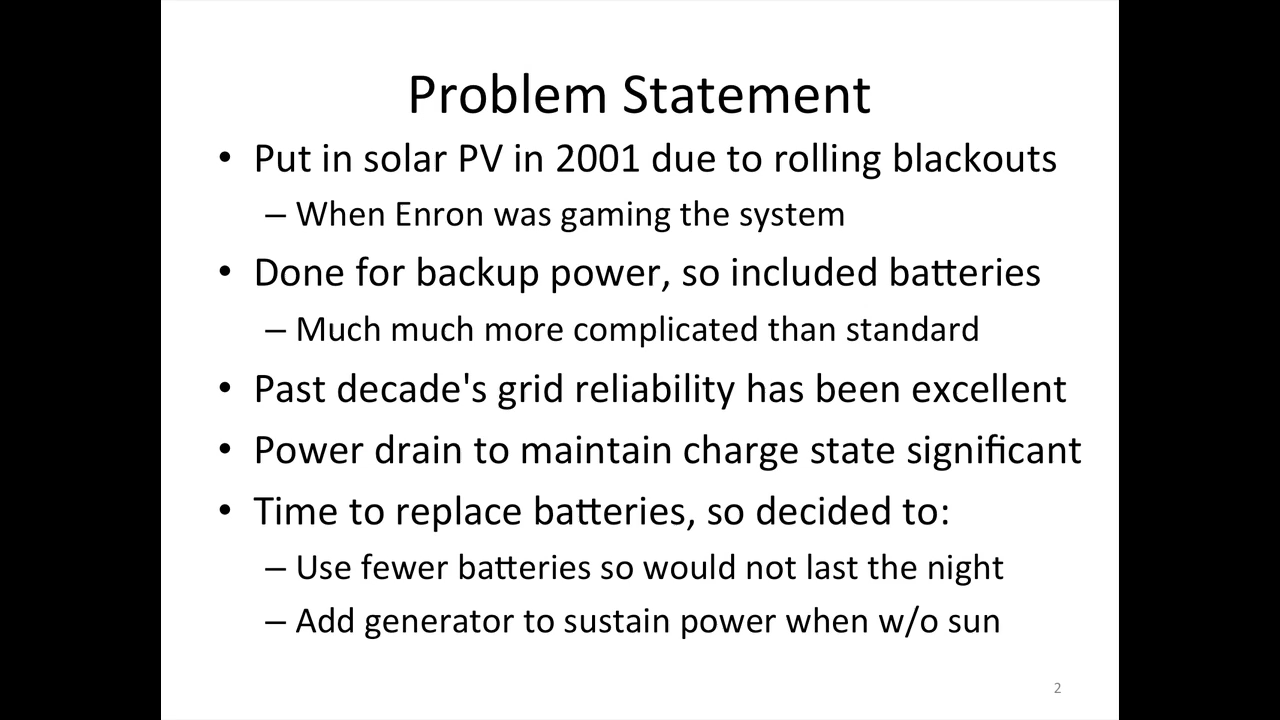 Problem Statement
• Put in solar PV in 2001 due to rolling blackouts
– When Enron was gaming the system
• Done for backup power, so included batteries
– Much much more complicated than standard
• Past decade's grid reliability has been excellent
• Power drain to maintain charge state significant
• Time to replace batteries, so decided to:
– Use fewer batteries so would not last the night
– Add generator to sustain power when w/o sun
2